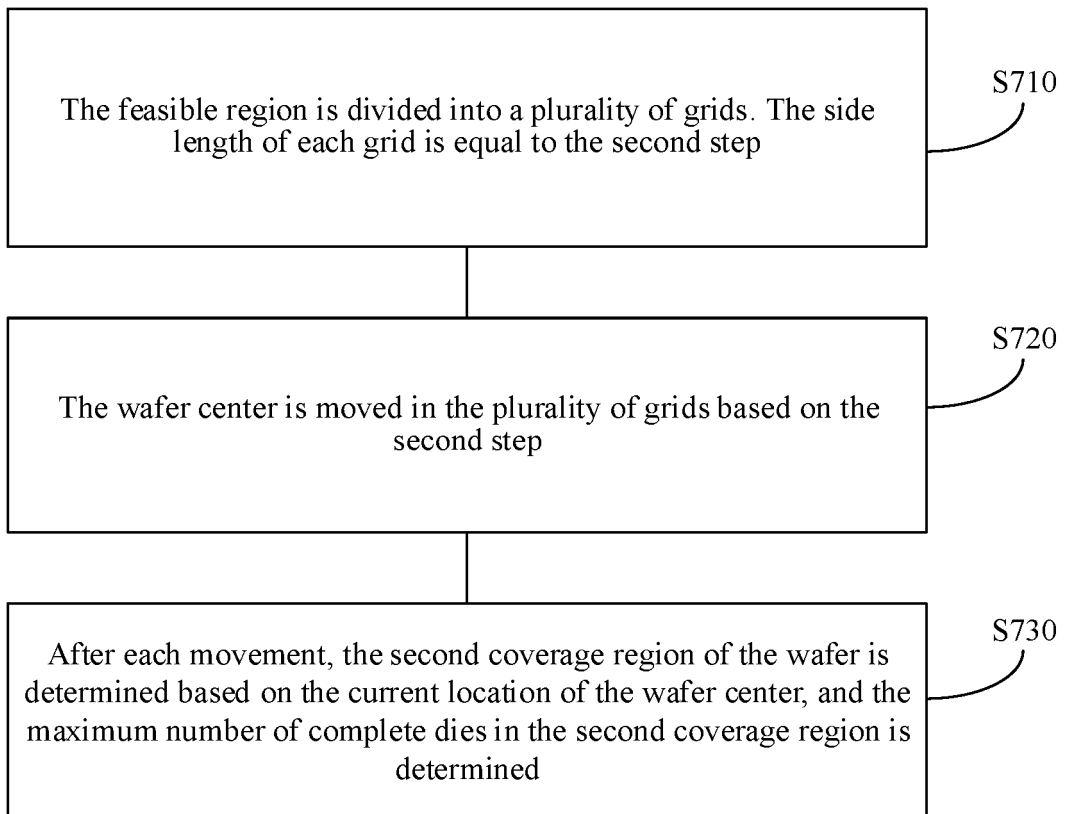 The feasible region is divided into a plurality of grids. The side
length of each grid is equal to the second step
S710
The wafer center is moved in the plurality of grids based on the
second step
S720
After each movement, the second coverage region of the wafer is
determined based on the current location of the wafer center, and the
maximum number of complete dies in the second coverage region is
determined
S730